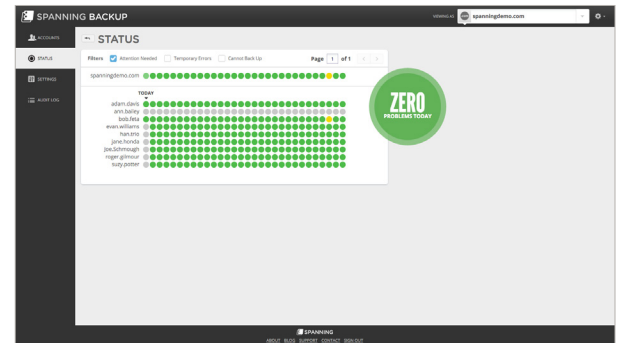 SPANNING BACKUP
VIEWING AS
spanningdemo.com
ACCOUNTS
STATUS
SETTINGS
AUDIT LOG
STATUS
Filters Attention Needed Temporary Errors Cannot Back Up Page 1 of 1
spanningdemo.com
TODAY
adam.davis
ann.bailey
bob.feta
evan.williams
han.trio
jane.honda
Joe.Schmough
roger.gilmour
suzy.potter
ZERO
PROBLEMS TODAY
SPANNING
ABOUT BLOG SUPPORT CONTACT SIGN OUT